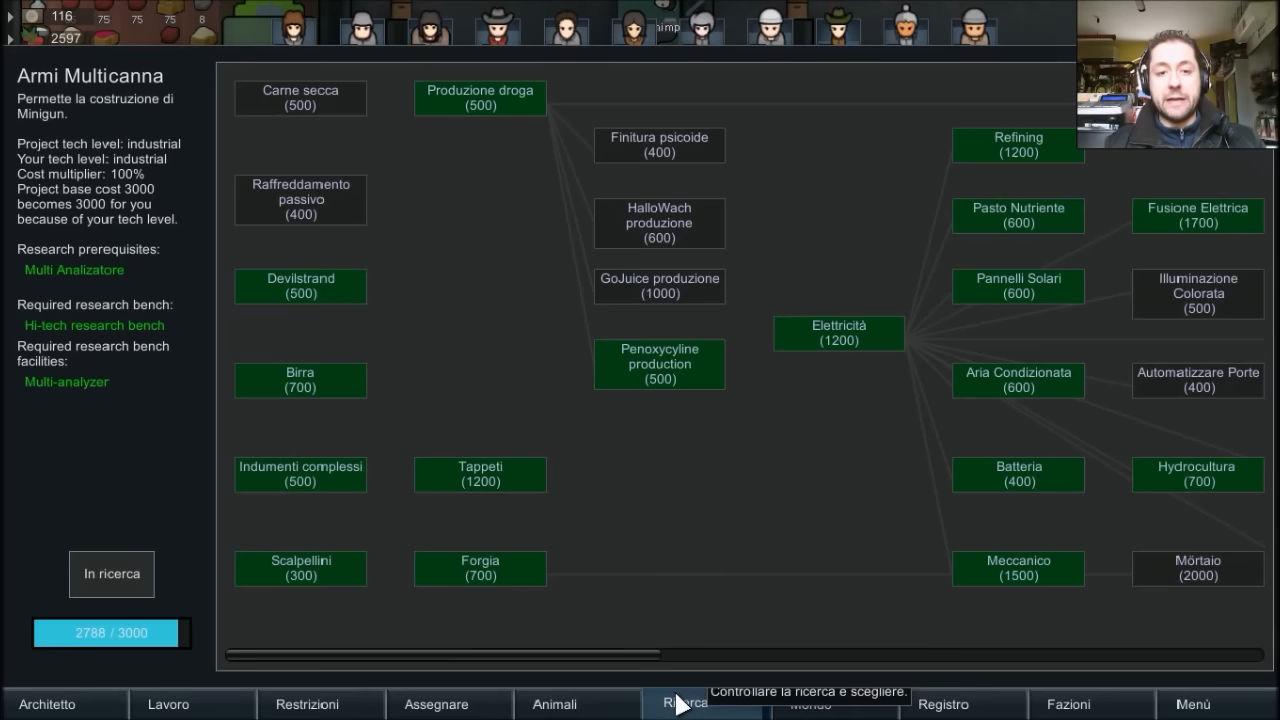 116
75 75 75 8
2597
himp
Armi Multicanna
Permette la costruzione di
Minigun.
Project tech level: industrial
Your tech level: industrial
Cost multiplier: 100%
Project base cost 3000
becomes 3000 for you
because of your tech level.
Research prerequisites:
Multi Analizatore
Required research bench:
Hi-tech research bench
Required research bench
facilities:
Multi-analyzer
In ricerca
2788 / 3000
Carne secca
(500)
Produzione droga
(500)
Finitura psicoide
(400)
Refining
(1200)
Raffreddamento
passivo
(400)
HalloWach
produzione
(600)
Pasto Nutriente
(600)
Fusione Elettrica
(1700)
Devilstrand
(500)
GoJuice produzione
(1000)
Pannelli Solari
(600)
Illuminazione
Colorata
(500)
Elettricità
(1200)
Penoxycyline
production
(500)
Birra
(700)
Aria Condizionata
(600)
Automatizzare Porte
(400)
Indumenti complessi
(500)
Tappeti
(1200)
Batteria
(400)
Hydrocultura
(700)
Scalpellini
(300)
Forgia
(700)
Meccanico
(1500)
Mörtaio
(2000)
Controllare la ricerca e scegliere.
Architetto
Lavoro
Restrizioni
Assegnare
Animali
Ricerca
Mondo
Registro
Fazioni
Menù